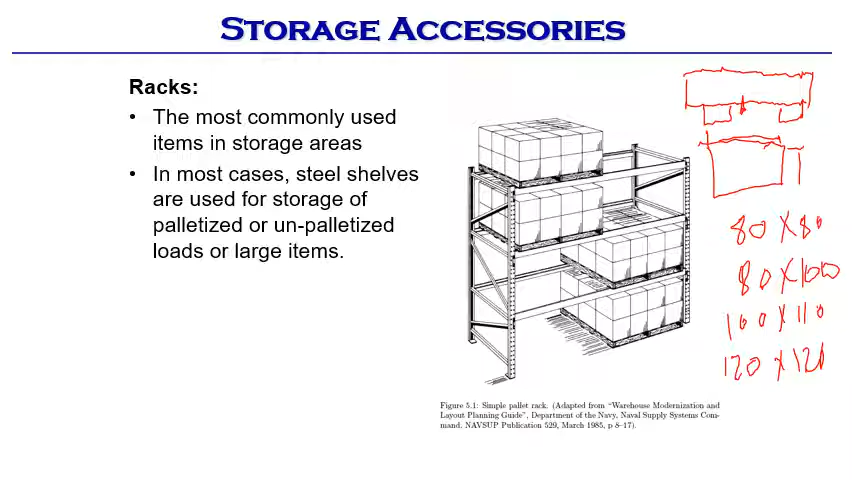 STORAGE ACCESSORIES
Racks:
• The most commonly used
items in storage areas
• In most cases, steel shelves
are used for storage of
palletized or un-palletized
loads or large items.
80 X 80
80 X 100
100 X 110
120 X 120
Figure 5.1: Simple pallet rack. (Adapted from “Warehouse Modernization and
Layout Planning Guide”, Department of the Navy, Naval Supply Systems Com-
mand, NAVSUP Publication 529, March 1985, p 8–17).